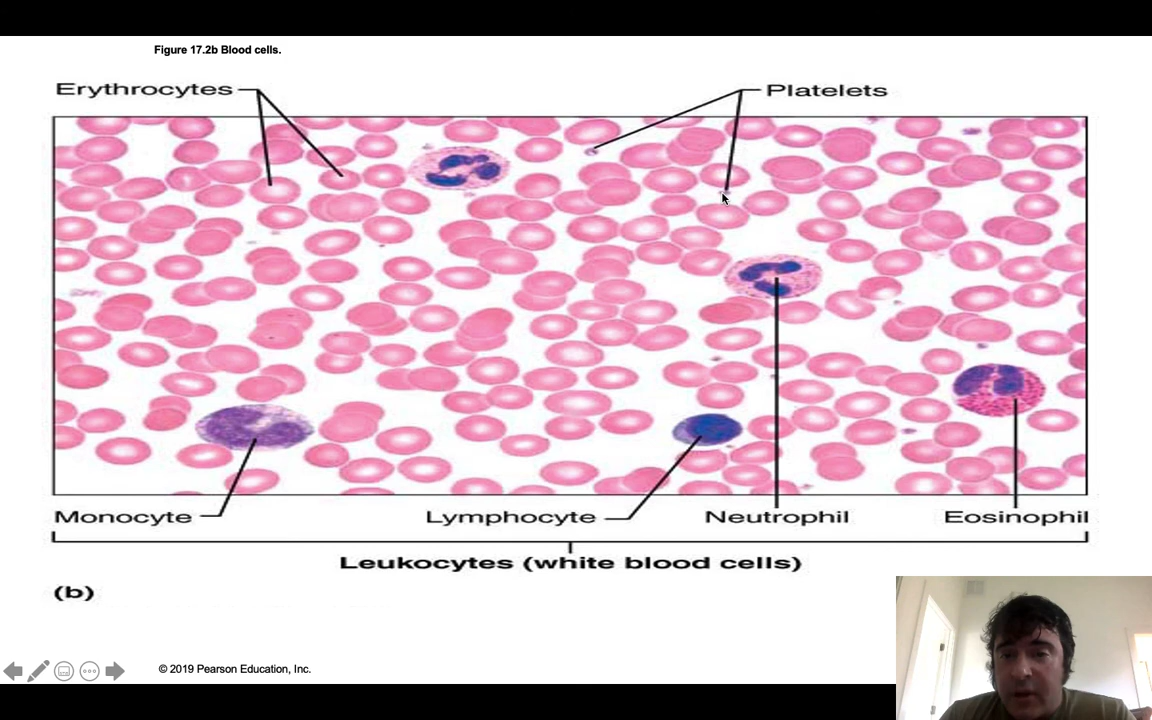 Figure 17.2b Blood cells.
Erythrocytes
Platelets
Monocyte
Lymphocyte
Neutrophil
Eosinophil
Leukocytes (white blood cells)
(b)
© 2019 Pearson Education, Inc.